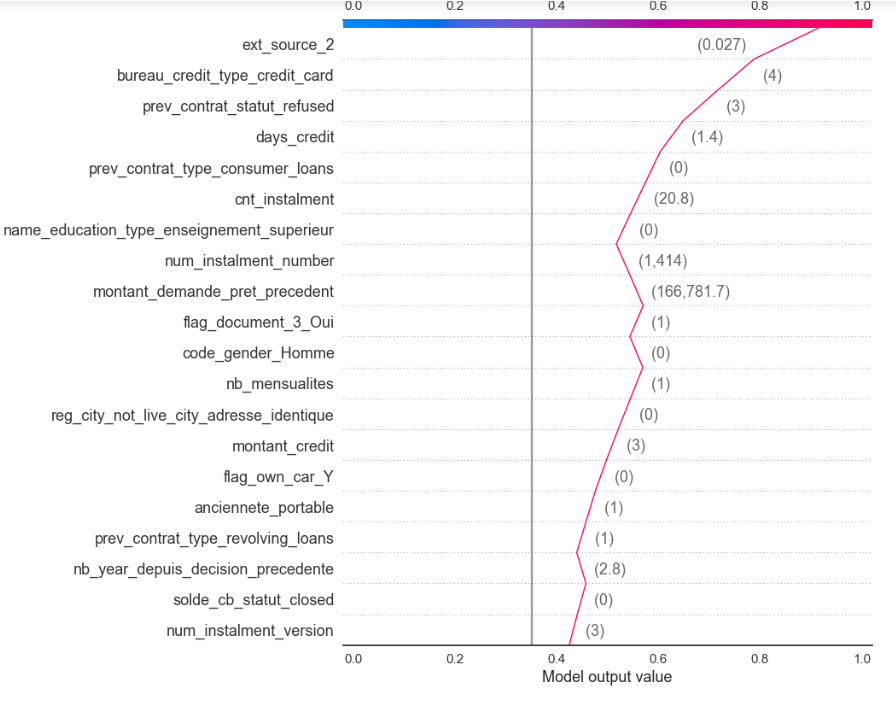 0.0 0.2 0.4 0.6 0.8 1.0
ext_source_2 (0.027)
bureau_credit_type_credit_card (4)
prev_contrat_statut_refused (3)
days_credit (1.4)
prev_contrat_type_consumer_loans (0)
cnt_instalment (20.8)
name_education_type_enseignement_superieur (0)
num_instalment_number (1,414)
montant_demande_pret_precedent (166,781.7)
flag_document_3_Oui (1)
code_gender_Homme (0)
nb_mensualites (1)
reg_city_not_live_city_adresse_identique (0)
montant_credit (3)
flag_own_car_Y (0)
anciennete_portable (1)
prev_contrat_type_revolving_loans (1)
nb_year_depuis_decision_precedente (2.8)
solde_cb_statut_closed (0)
num_instalment_version (3)
0.0 0.2 0.4 0.6 0.8 1.0
Model output value